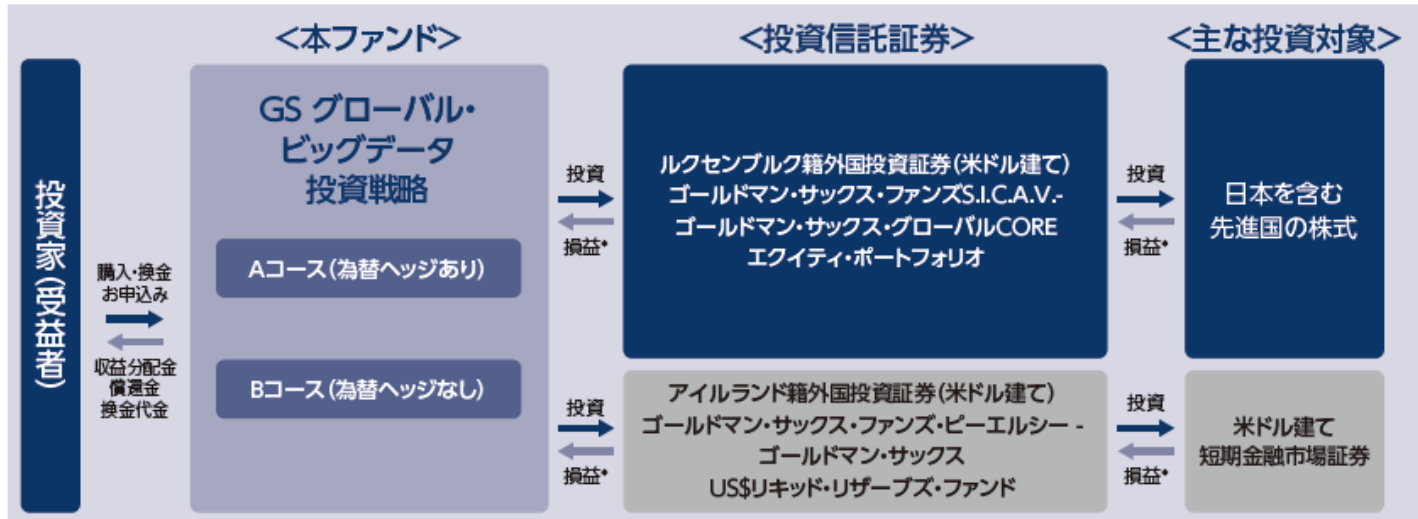 <本ファンド>
<投資信託証券>
<主な投資対象>
投資家(受益者)
購入・換金
お申込み
収益分配金
償還金
換金代金
GS グローバル・
ビッグデータ
投資戦略
Aコース(為替ヘッジあり)
Bコース(為替ヘッジなし)
投資
損益*
ルクセンブルク籍外国投資証券(米ドル建て)
ゴールドマン・サックス・ファンズS.I.C.A.V.-
ゴールドマン・サックス・グローバルCORE
エクイティ・ポートフォリオ
投資
損益*
日本を含む
先進国の株式
投資
損益*
アイルランド籍外国投資証券(米ドル建て)
ゴールドマン・サックス・ファンズ・ピーエルシー -
ゴールドマン・サックス
US$リキッド・リザーブズ・ファンド
投資
損益*
米ドル建て
短期金融市場証券